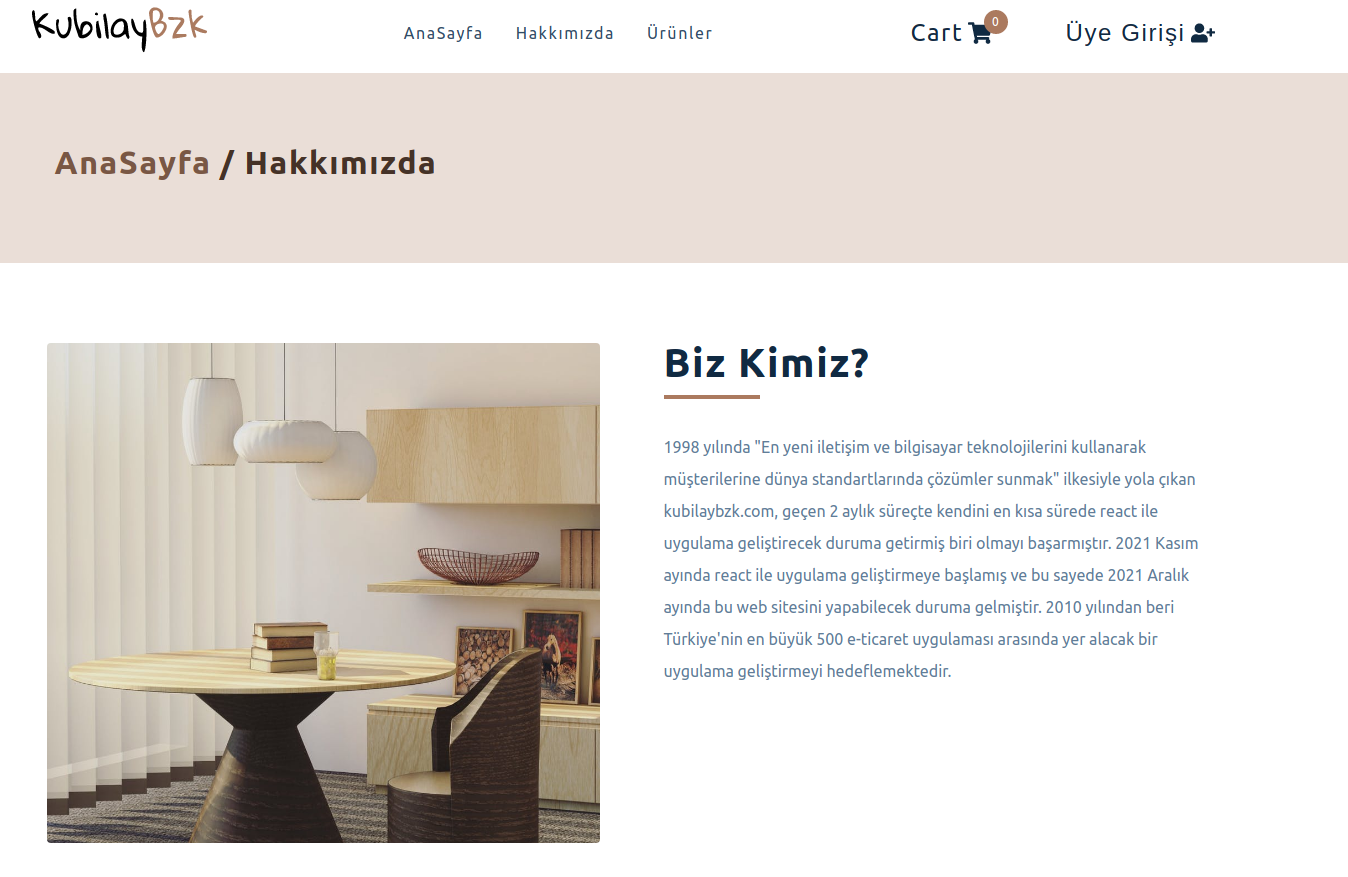 KubilayBzk
AnaSayfa Hakkımızda Ürünler
Cart 0
Üye Girişi
AnaSayfa / Hakkımızda
Biz Kimiz?
1998 yılında "En yeni iletişim ve bilgisayar teknolojilerini kullanarak
müşterilerine dünya standartlarında çözümler sunmak" ilkesiyle yola çıkan
kubilaybzk.com, geçen 2 aylık süreçte kendini en kısa sürede react ile
uygulama geliştirecek duruma getirmiş biri olmayı başarmıştır. 2021 Kasım
ayında react ile uygulama geliştirmeye başlamış ve bu sayede 2021 Aralık
ayında bu web sitesini yapabilecek duruma gelmiştir. 2010 yılından beri
Türkiye'nin en büyük 500 e-ticaret uygulaması arasında yer alacak bir
uygulama geliştirmeyi hedeflemektedir.